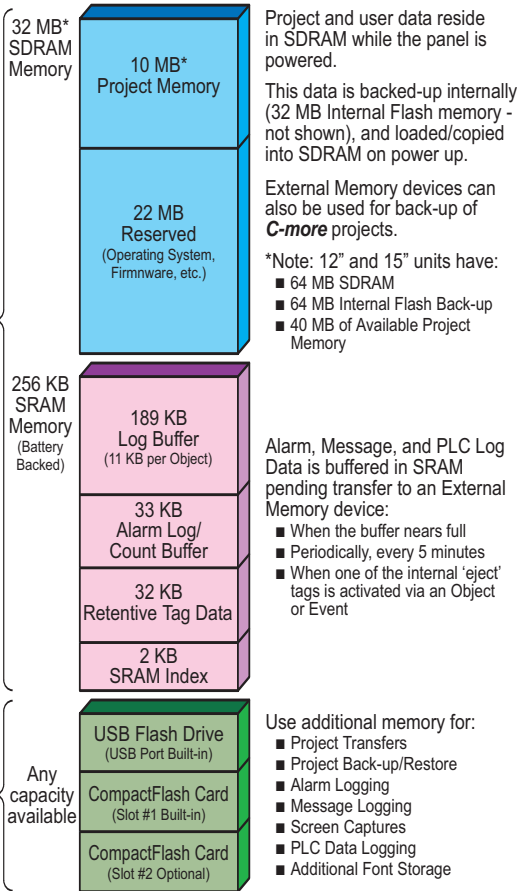 32 MB*
SDRAM
Memory
10 MB*
Project Memory
22 MB
Reserved
(Operating System,
Firmnware, etc.)
Project and user data reside
in SDRAM while the panel is
powered.
This data is backed-up internally
(32 MB Internal Flash memory -
not shown), and loaded/copied
into SDRAM on power up.
External Memory devices can
also be used for back-up of
C-more projects.
*Note: 12” and 15” units have:
■ 64 MB SDRAM
■ 64 MB Internal Flash Back-up
■ 40 MB of Available Project
Memory
256 KB
SRAM
Memory
(Battery
Backed)
189 KB
Log Buffer
(11 KB per Object)
33 KB
Alarm Log/
Count Buffer
32 KB
Retentive Tag Data
2 KB
SRAM Index
Alarm, Message, and PLC Log
Data is buffered in SRAM
pending transfer to an External
Memory device:
■ When the buffer nears full
■ Periodically, every 5 minutes
■ When one of the internal ‘eject’
tags is activated via an Object
or Event
Any
capacity
available
USB Flash Drive
(USB Port Built-in)
CompactFlash Card
(Slot #1 Built-in)
CompactFlash Card
(Slot #2 Optional)
Use additional memory for:
■ Project Transfers
■ Project Back-up/Restore
■ Alarm Logging
■ Message Logging
■ Screen Captures
■ PLC Data Logging
■ Additional Font Storage